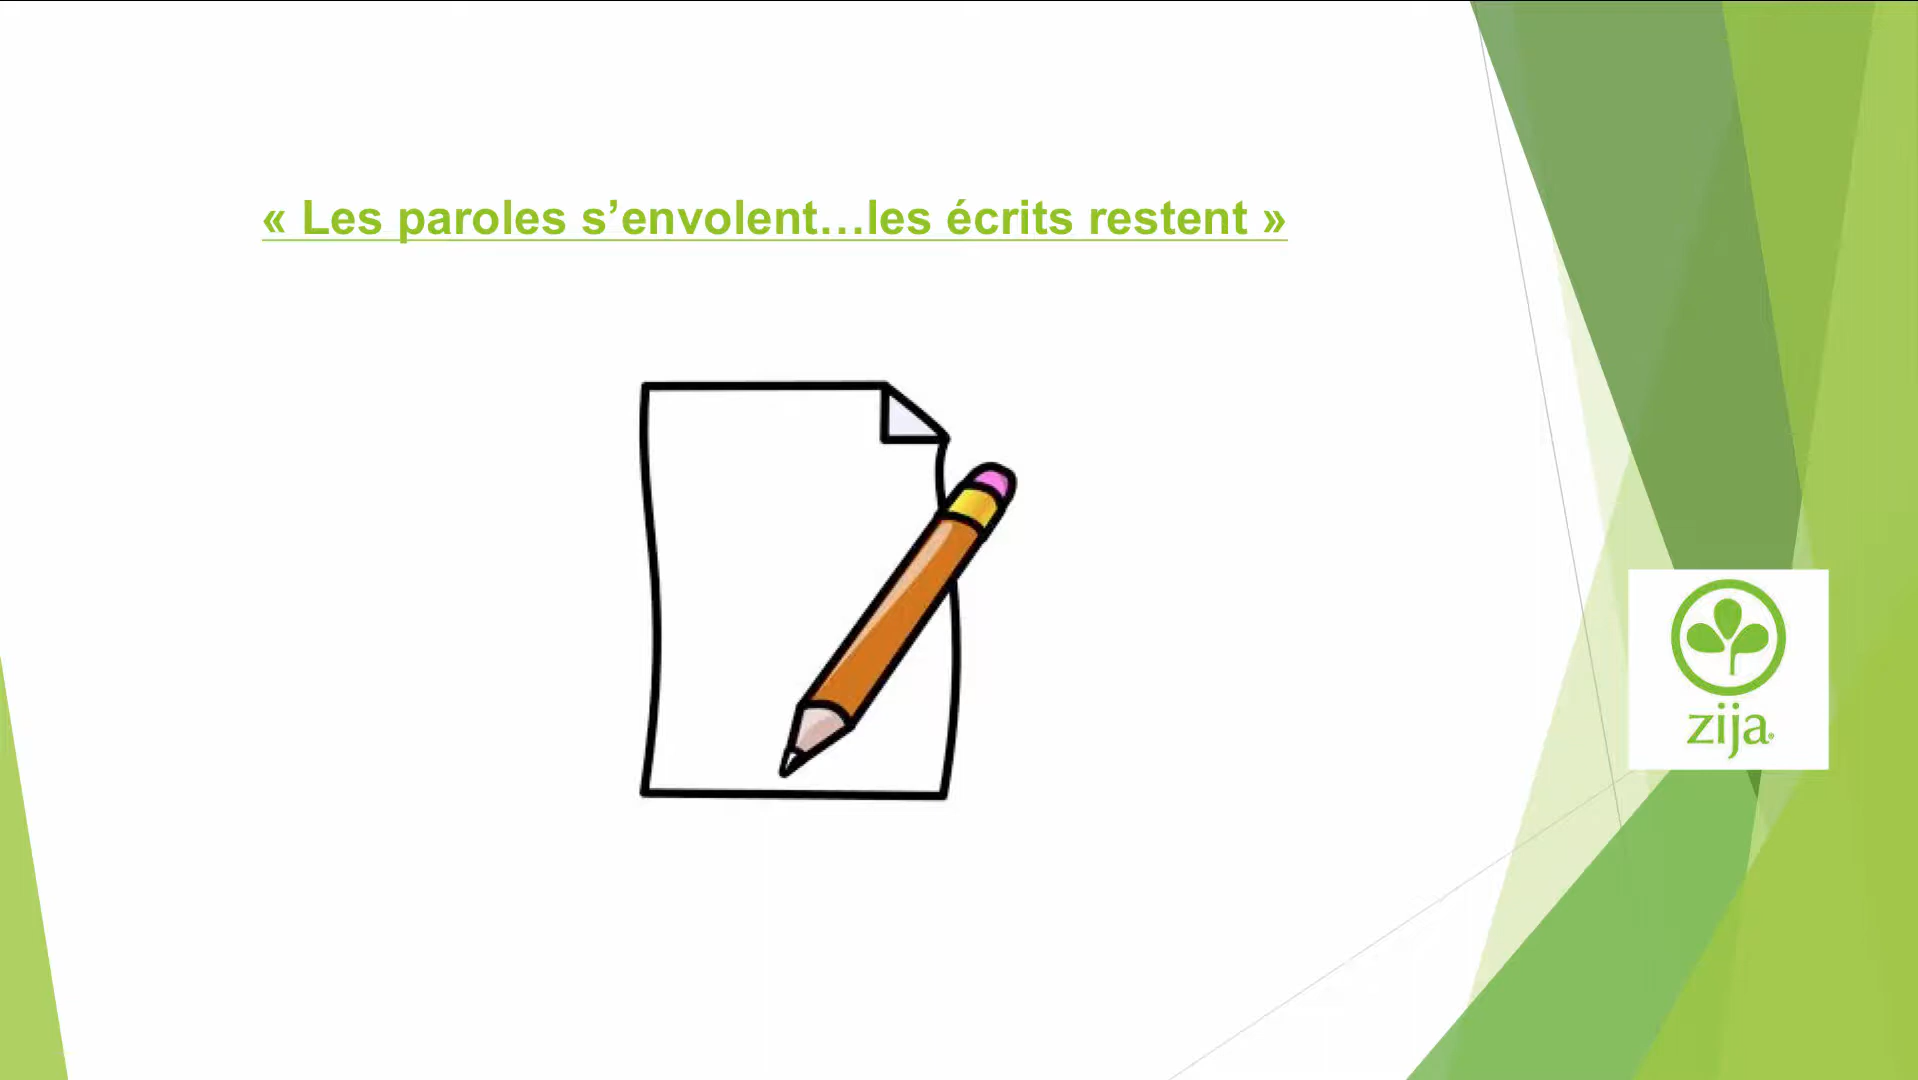 « Les paroles s’envolent…les écrits restent »
zija